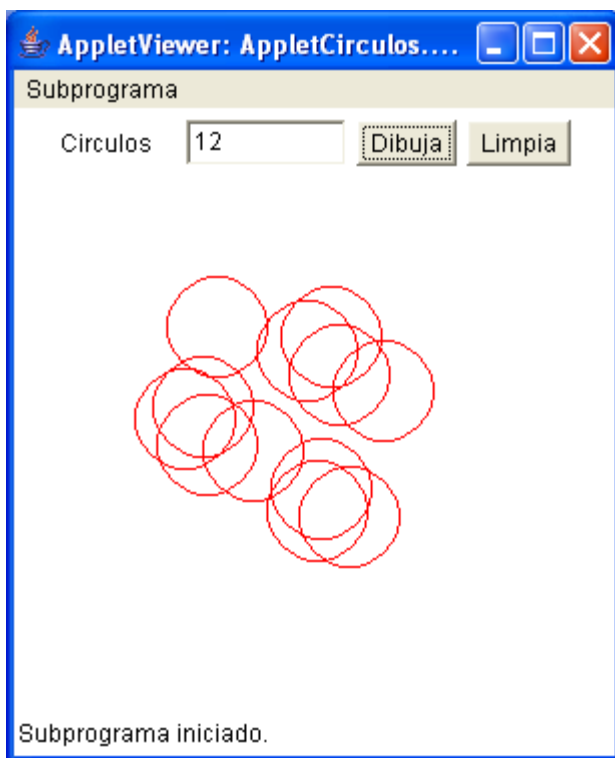 AppletViewer: AppletCirculos....
Subprograma
Circulos 12 Dibuja Limpia
Subprograma iniciado.